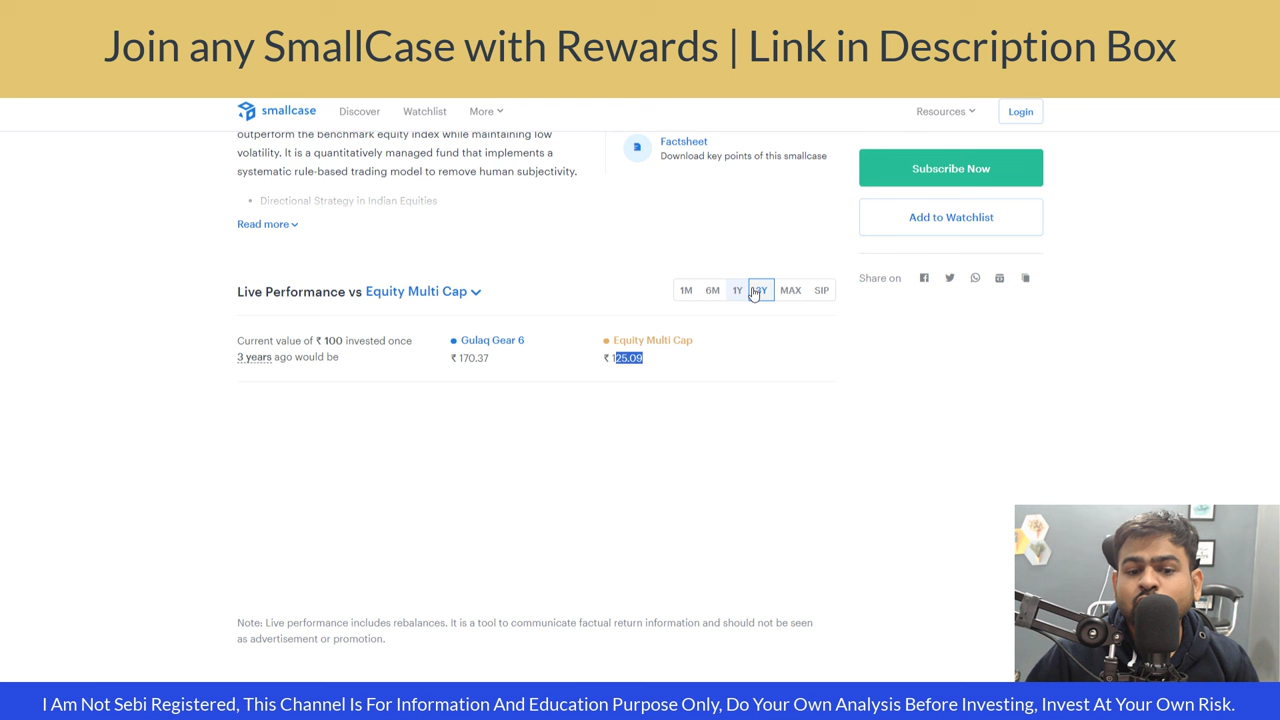 Join any SmallCase with Rewards | Link in Description Box
smallcase Discover Watchlist More Resources Login
outperform the benchmark equity index while maintaining low
volatility. It is a quantitatively managed fund that implements a
systematic rule-based trading model to remove human subjectivity.
Directional Strategy in Indian Equities
Read more
Factsheet
Download key points of this smallcase
Subscribe Now
Add to Watchlist
Share on
Live Performance vs Equity Multi Cap
1M 6M 1Y MAX SIP
Current value of ₹ 100 invested once
3 years ago would be
Gulaq Gear 6
₹ 170.37
Equity Multi Cap
₹ 125.09
Note: Live performance includes rebalances. It is a tool to communicate factual return information and should not be seen
as advertisement or promotion.
I Am Not Sebi Registered, This Channel Is For Information And Education Purpose Only, Do Your Own Analysis Before Investing, Invest At Your Own Risk.